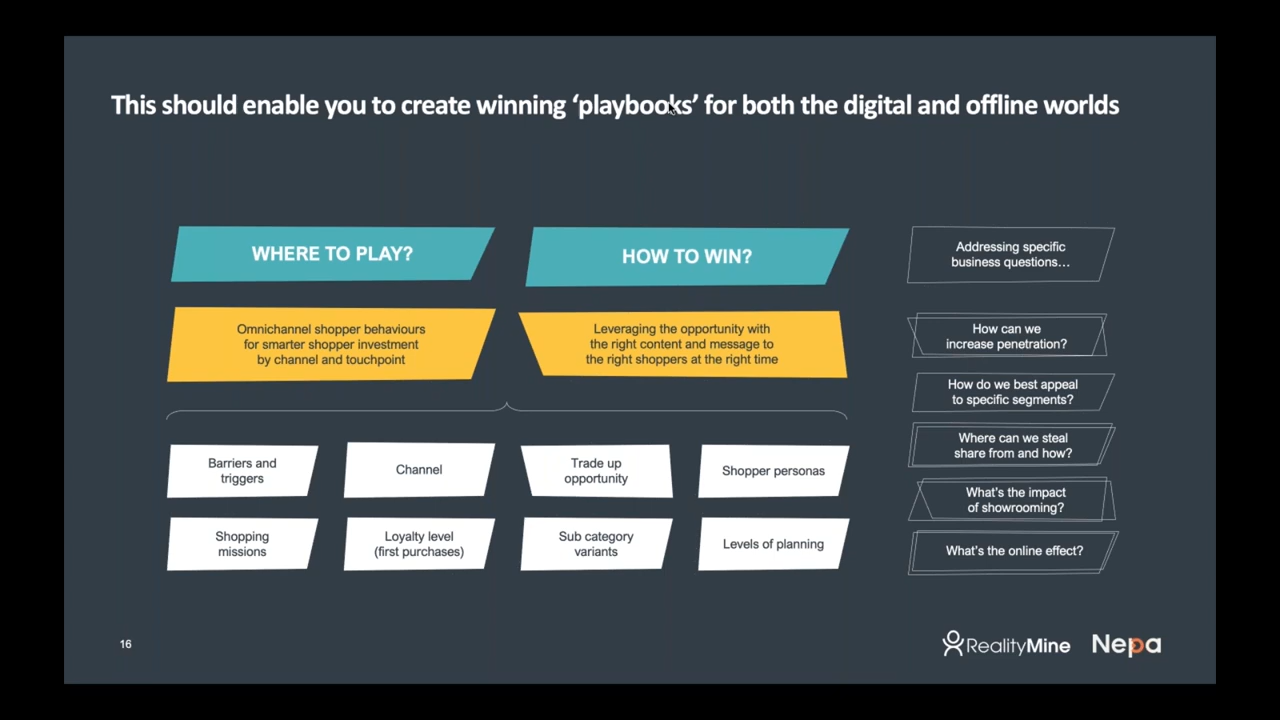 This should enable you to create winning ‘playbooks’ for both the digital and offline worlds
WHERE TO PLAY?
HOW TO WIN?
Omnichannel shopper behaviours
for smarter shopper investment
by channel and touchpoint
Leveraging the opportunity with
the right content and message to
the right shoppers at the right time
Barriers and
triggers
Channel
Trade up
opportunity
Shopper personas
Shopping
missions
Loyalty level
(first purchases)
Sub category
variants
Levels of planning
Addressing specific
business questions…
How can we
increase penetration?
How do we best appeal
to specific segments?
Where can we steal
share from and how?
What's the impact
of showrooming?
What's the online effect?
16
RealityMine
Nepa